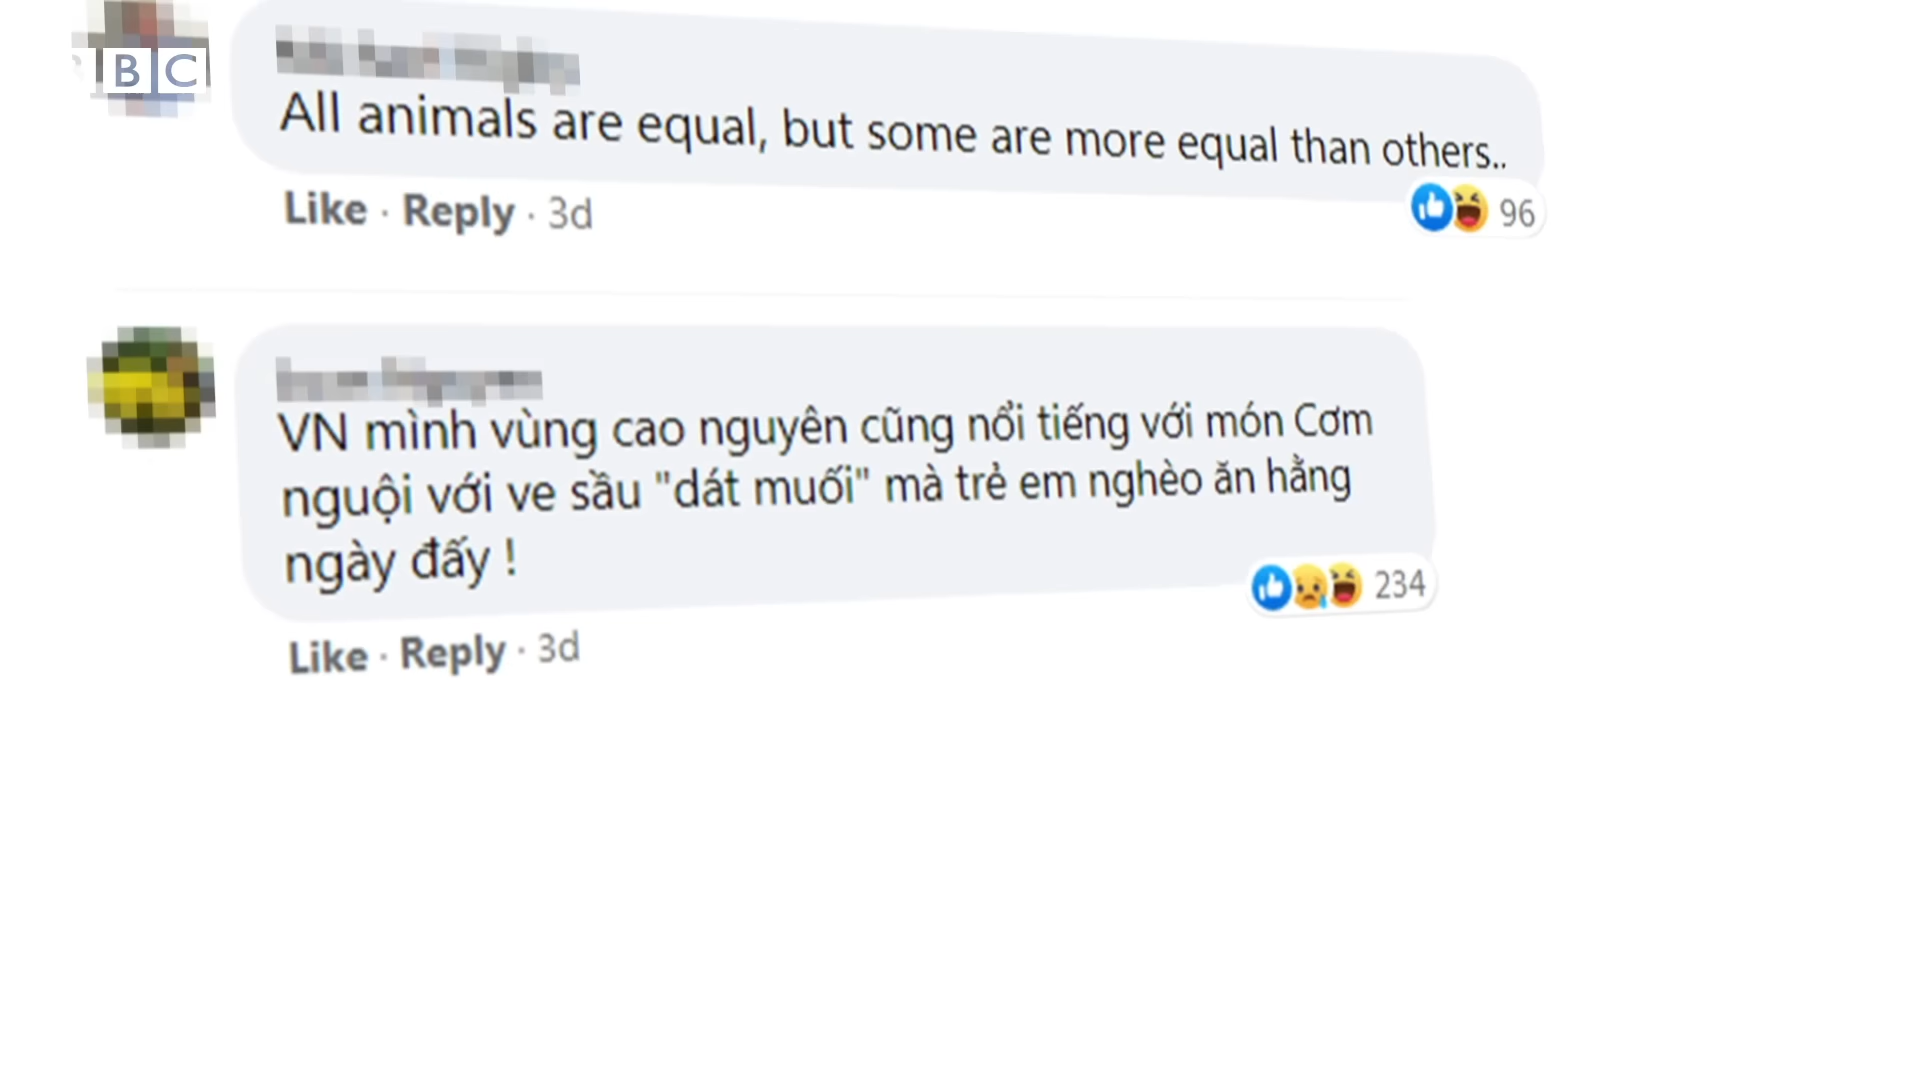 BBC
All animals are equal, but some are more equal than others..
Like · Reply · 3d
96
VN mình vùng cao nguyên cũng nổi tiếng với món Cơm
nguội với ve sầu "dát muối" mà trẻ em nghèo ăn hằng
ngày đấy !
234
Like · Reply · 3d